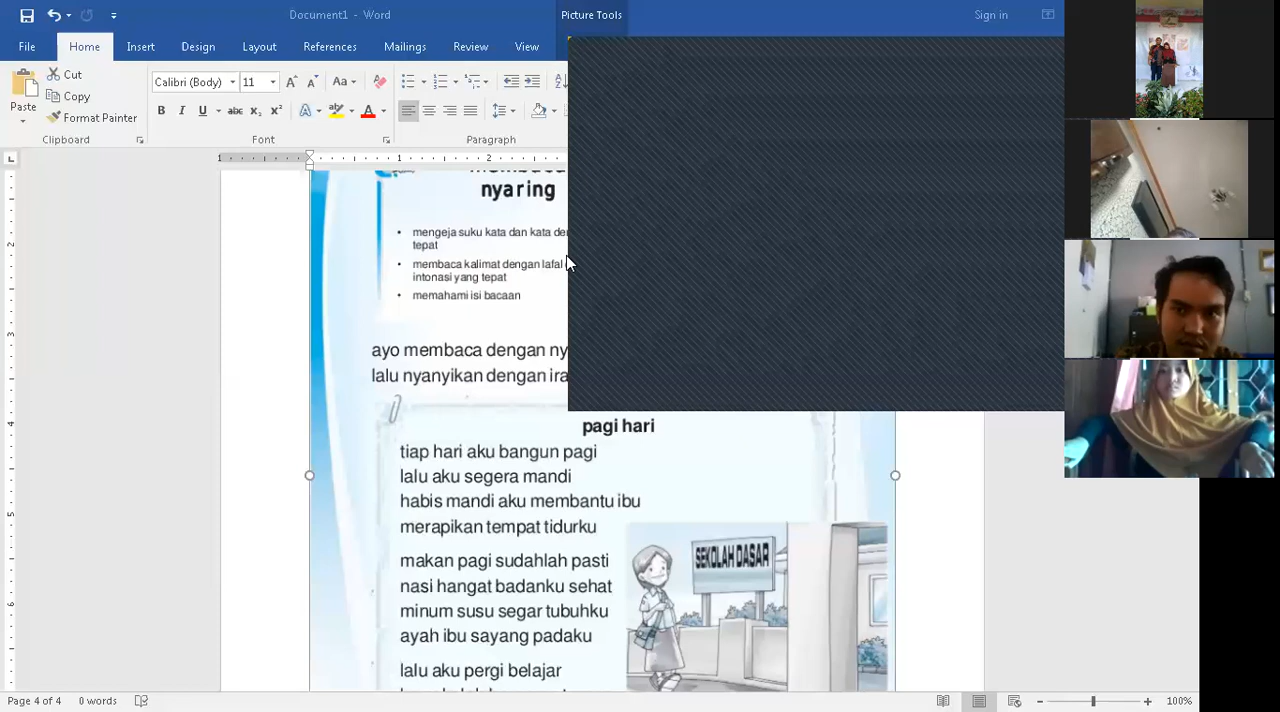 Document1 - Word
Picture Tools
Sign in
File
Home
Insert
Design
Layout
References
Mailings
Review
View
Paste
Cut
Copy
Format Painter
Clipboard
Calibri (Body)
11
Font
Paragraph
nyaring
• mengeja suku kata dan kata
tepat
• membaca kalimat dengan lafal
intonasi yang tepat
• memahami isi bacaan
ayo membaca dengan
lalu nyanyikan dengan
pagi hari
tiap hari aku bangun pagi
lalu aku segera mandi
habis mandi aku membantu ibu
merapikan tempat tidurku
makan pagi sudahlah pasti
nasi hangat badanku sehat
minum susu segar tubuhku
ayah ibu sayang padaku
lalu aku pergi belajar
SEKOLAH DASAR
Page 4 of 4
0 words
100%